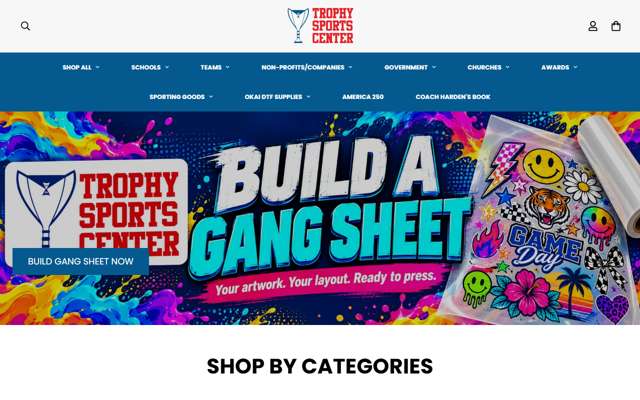 TROPHY
SPORTS
CENTER
SHOP ALL
SCHOOLS
TEAMS
NON-PROFITS/COMPANIES
GOVERNMENT
CHURCHES
AWARDS
SPORTING GOODS
OKAI DTF SUPPLIES
AMERICA 250
COACH HARDEN'S BOOK
TROPHY
SPORTS
CENTER
BUILD A
GANG SHEET
Your artwork. Your layout. Ready to press.
GAME
Day
BUILD GANG SHEET NOW
SHOP BY CATEGORIES